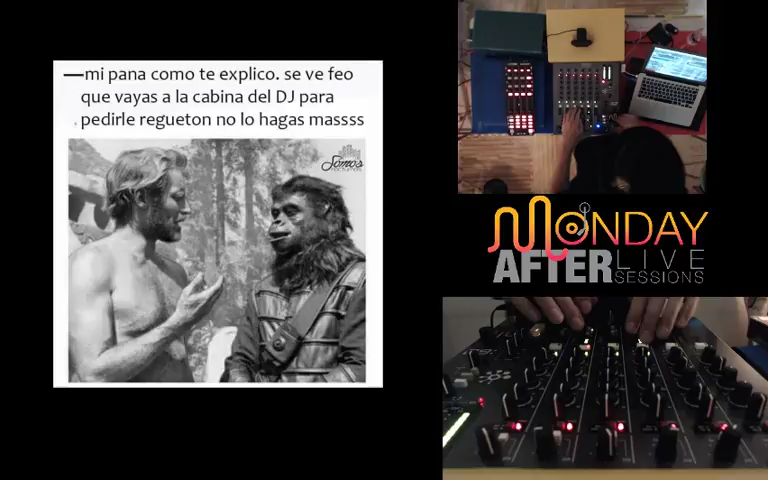 —mi pana como te explico. se ve feo
que vayas a la cabina del DJ para
pedirle regueton no lo hagas massss
Somos
MONDAY
AFTER LIVE
SESSIONS